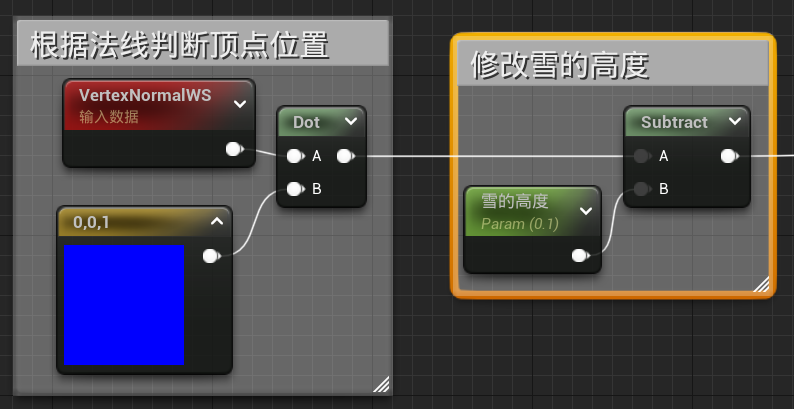 根据法线判断顶点位置
VertexNormalWS
输入数据
Dot
A
B
0,0,1
修改雪的高度
Subtract
A
B
雪的高度
Param (0.1)